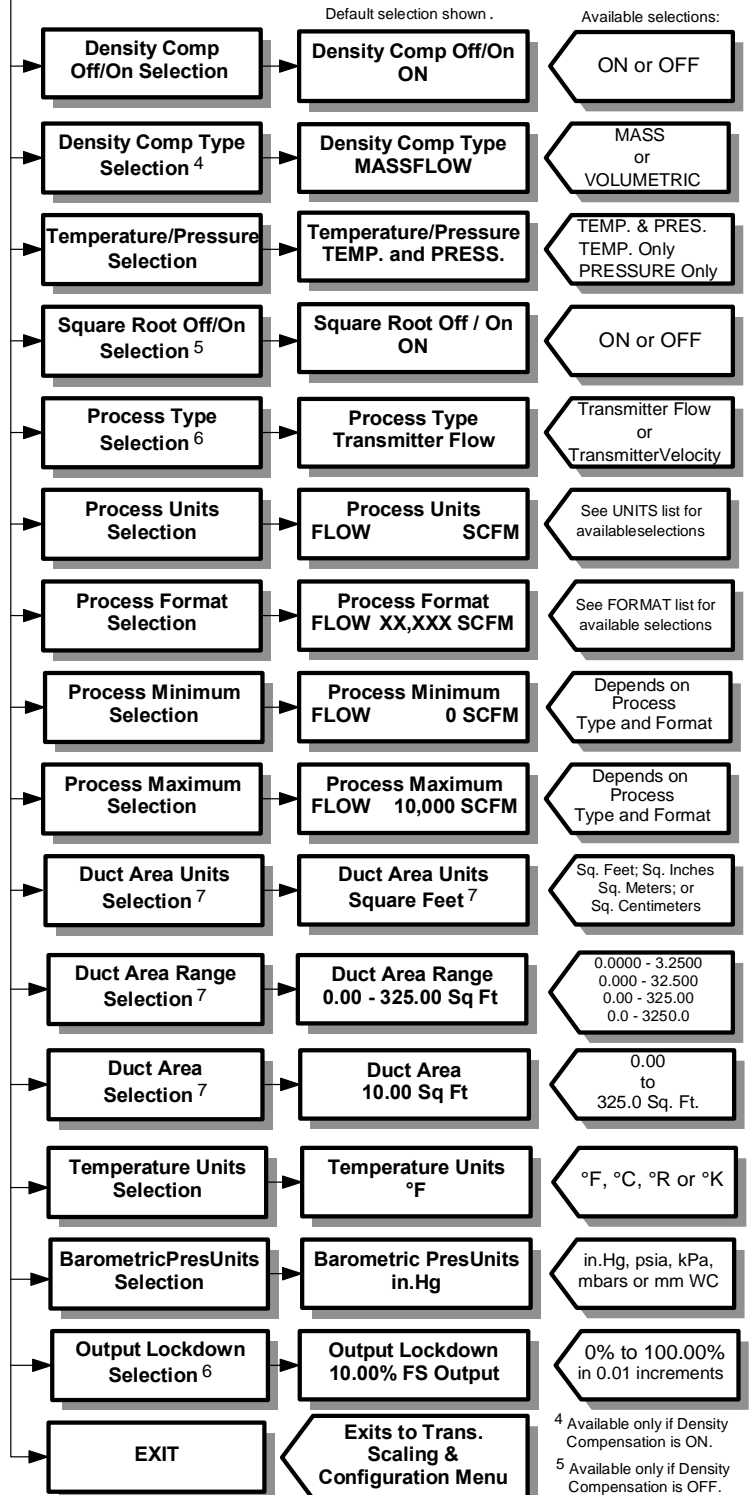 Default selection shown .
Available selections:
Density Comp
Off/On Selection
Density Comp Off/On
ON
ON or OFF
Density Comp Type
Selection 4
Density Comp Type
MASSFLOW
MASS
or
VOLUMETRIC
Temperature/Pressure
Selection
Temperature/Pressure
TEMP. and PRESS.
TEMP. & PRES.
TEMP. Only
PRESSURE Only
Square Root Off/On
Selection 5
Square Root Off / On
ON
ON or OFF
Process Type
Selection 6
Process Type
Transmitter Flow
Transmitter Flow
or
TransmitterVelocity
Process Units
Selection
Process Units
FLOW SCFM
See UNITS list for
availableselections
Process Format
Selection
Process Format
FLOW XX,XXX SCFM
See FORMAT list for
available selections
Process Minimum
Selection
Process Minimum
FLOW 0 SCFM
Depends on
Process
Type and Format
Process Maximum
Selection
Process Maximum
FLOW 10,000 SCFM
Depends on
Process
Type and Format
Duct Area Units
Selection 7
Duct Area Units
Square Feet 7
Sq. Feet; Sq. Inches
Sq. Meters; or
Sq. Centimeters
Duct Area Range
Selection 7
Duct Area Range
0.00 - 325.00 Sq Ft
0.0000 - 3.2500
0.000 - 32.500
0.00 - 325.00
0.0 - 3250.0
Duct Area
Selection 7
Duct Area
10.00 Sq Ft
0.00
to
325.0 Sq. Ft.
Temperature Units
Selection
Temperature Units
°F
°F, °C, °R or °K
BarometricPresUnits
Selection
Barometric PresUnits
in.Hg
in.Hg, psia, kPa,
mbars or mm WC
Output Lockdown
Selection 6
Output Lockdown
10.00% FS Output
0% to 100.00%
in 0.01 increments
EXIT
Exits to Trans.
Scaling &
Configuration Menu
4 Available only if Density
Compensation is ON.
5 Available only if Density
Compensation is OFF.